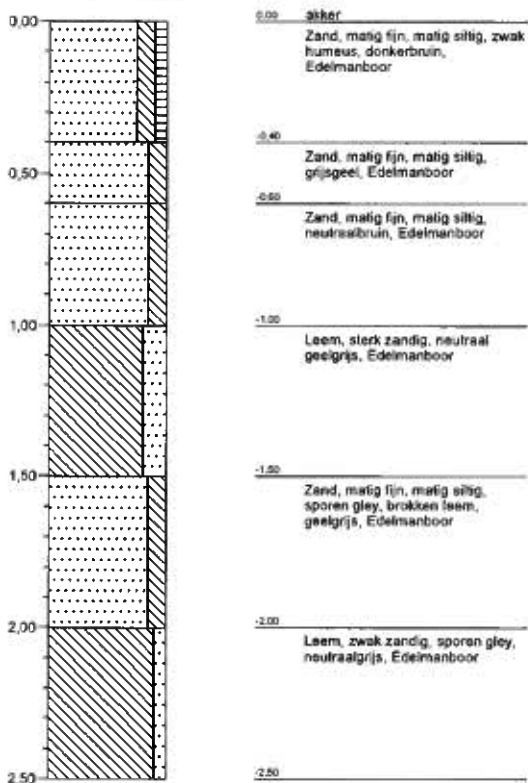 0,00
0,50
1,00
1,50
2,00
2,50
0,00 akker
Zand, matig fijn, matig siltig, zwak
humeus, donkerbruin,
Edelmanboor
-0,40
Zand, matig fijn, matig siltig,
grijsgeel, Edelmanboor
-0,60
Zand, matig fijn, matig siltig,
neutraalbruin, Edelmanboor
-1,00
Leem, sterk zandig, neutraal
geelgrijs, Edelmanboor
-1,50
Zand, matig fijn, matig siltig,
sporen gley, brokken leem,
geelgrijs, Edelmanboor
-2,00
Leem, zwak zandig, sporen gley,
neutraalgrijs, Edelmanboor
-2,50